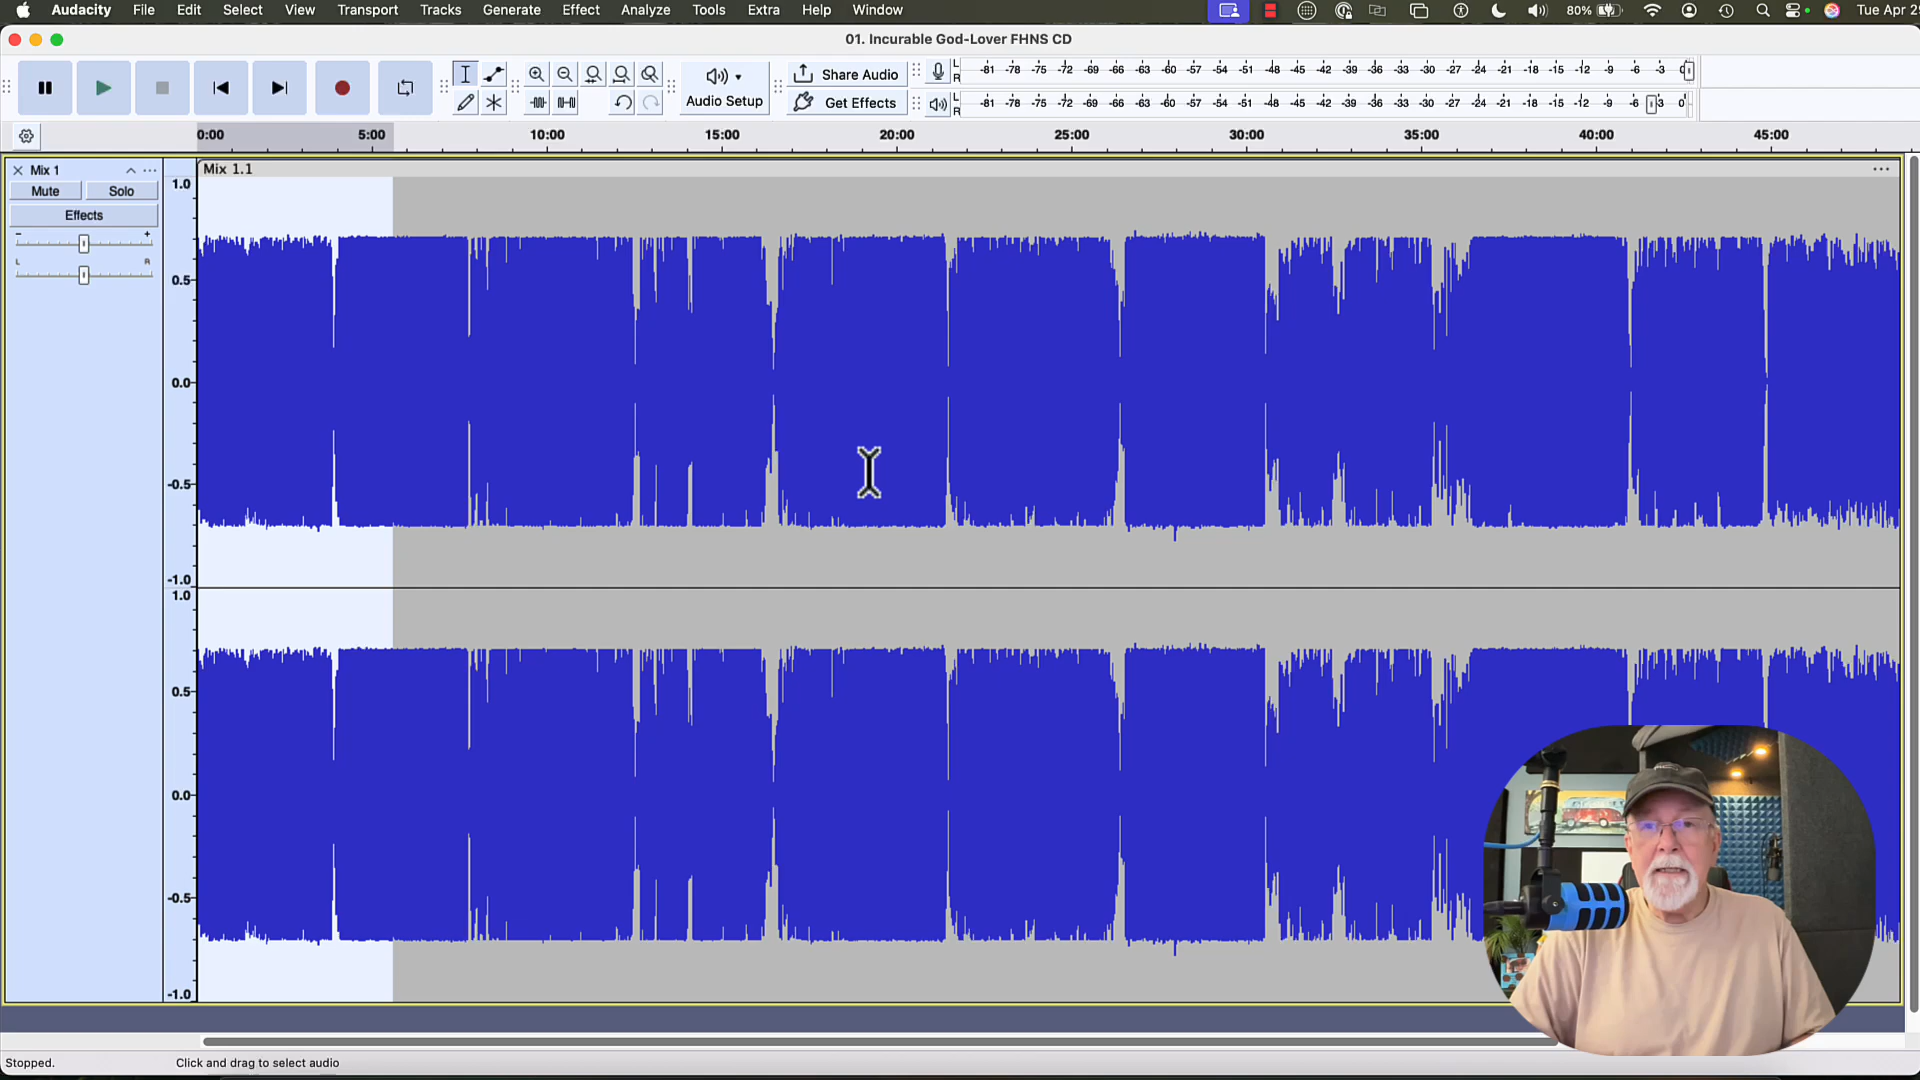 Audacity File Edit Select View Transport Tracks Generate Effect Analyze Tools Extra Help Window 80% Tue Apr 2
01. Incurable God-Lover FHNS CD
Audio Setup
Share Audio
Get Effects
L
R
-81 -78 -75 -72 -69 -66 -63 -60 -57 -54 -51 -48 -45 -42 -39 -36 -33 -30 -27 -24 -21 -18 -15 -12 -9 -6 -3 0
L
R
-81 -78 -75 -72 -69 -66 -63 -60 -57 -54 -51 -48 -45 -42 -39 -36 -33 -30 -27 -24 -21 -18 -15 -12 -9 -6 -3 0
0:00 5:00 10:00 15:00 20:00 25:00 30:00 35:00 40:00 45:00
Mix 1
Mix 1.1
Mute Solo
Effects
- +
L R
1.0
0.5
0.0
-0.5
-1.0
1.0
0.5
0.0
-0.5
-1.0
Stopped. Click and drag to select audio